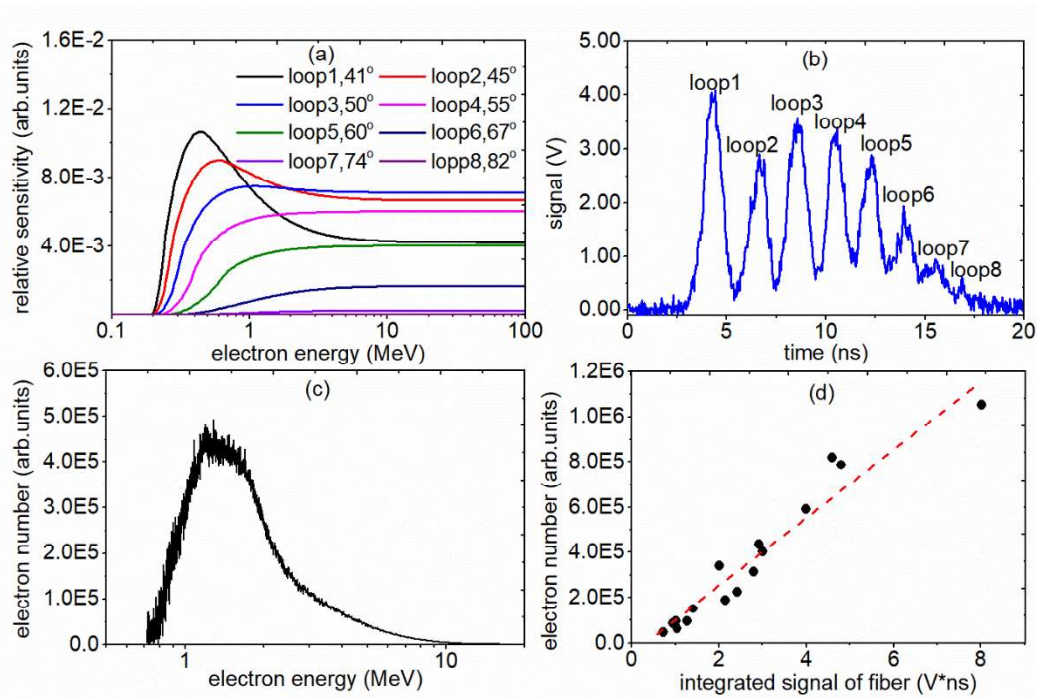 (a)
1.6E-2
1.2E-2
8.0E-3
4.0E-3
relative sensitivity (arb.units)
loop1,41° loop2,45°
loop3,50° loop4,55°
loop5,60° loop6,67°
loop7,74° lopp8,82°
0.1 1 10 100
electron energy (MeV)
(b)
5.00
4.00
3.00
2.00
1.00
0.00
signal (V)
loop1
loop2
loop3
loop4
loop5
loop6
loop7
loop8
0 5 10 15 20
time (ns)
(c)
6.0E5
5.0E5
4.0E5
3.0E5
2.0E5
1.0E5
0.0
electron number (arb.units)
1 10
electron energy (MeV)
(d)
1.2E6
1.0E6
8.0E5
6.0E5
4.0E5
2.0E5
0.0
electron number (arb.units)
0 2 4 6 8
integrated signal of fiber (V*ns)